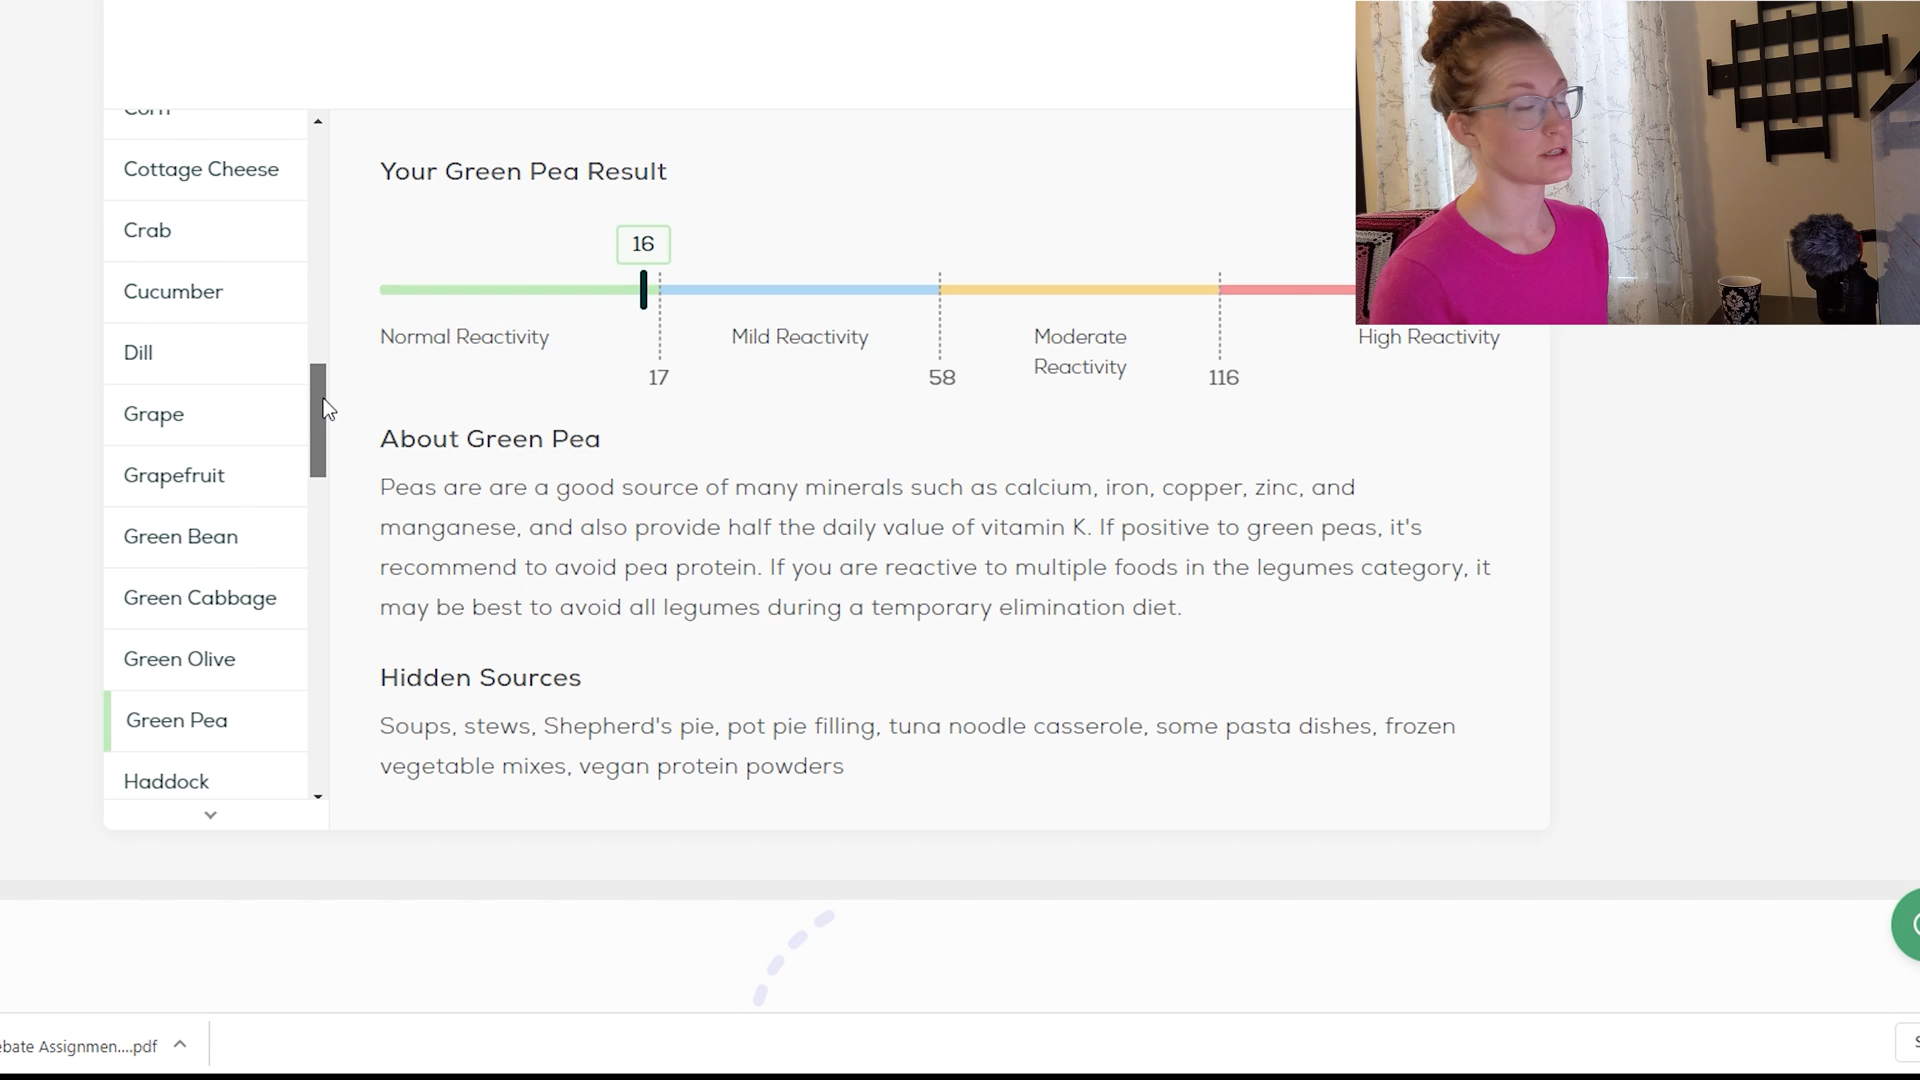 Corn
Cottage Cheese
Crab
Cucumber
Dill
Grape
Grapefruit
Green Bean
Green Cabbage
Green Olive
Green Pea
Haddock
Your Green Pea Result
16
Normal Reactivity
Mild Reactivity
Moderate
Reactivity
High Reactivity
17
58
116
About Green Pea
Peas are are a good source of many minerals such as calcium, iron, copper, zinc, and
manganese, and also provide half the daily value of vitamin K. If positive to green peas, it's
recommend to avoid pea protein. If you are reactive to multiple foods in the legumes category, it
may be best to avoid all legumes during a temporary elimination diet.
Hidden Sources
Soups, stews, Shepherd's pie, pot pie filling, tuna noodle casserole, some pasta dishes, frozen
vegetable mixes, vegan protein powders
ebate Assignmen....pdf